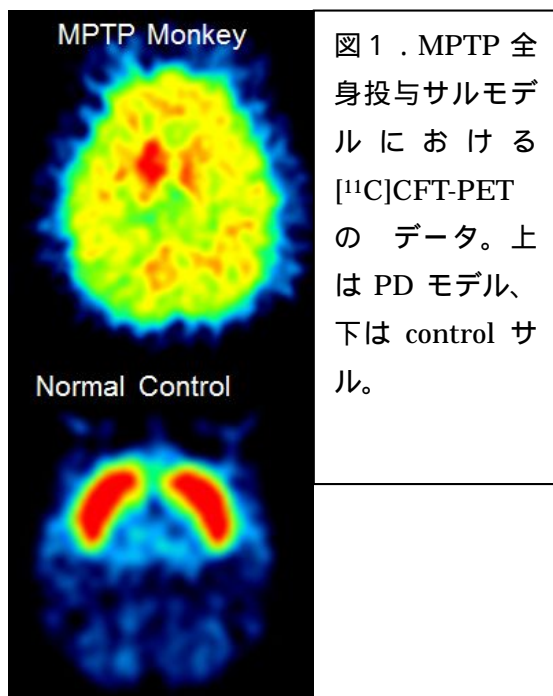 MPTP Monkey
図1．MPTP 全
身投与サルモデ
ルにおける
[¹¹C]CFT-PET
の データ。上
は PD モデル、
下は control サ
ル。
Normal Control